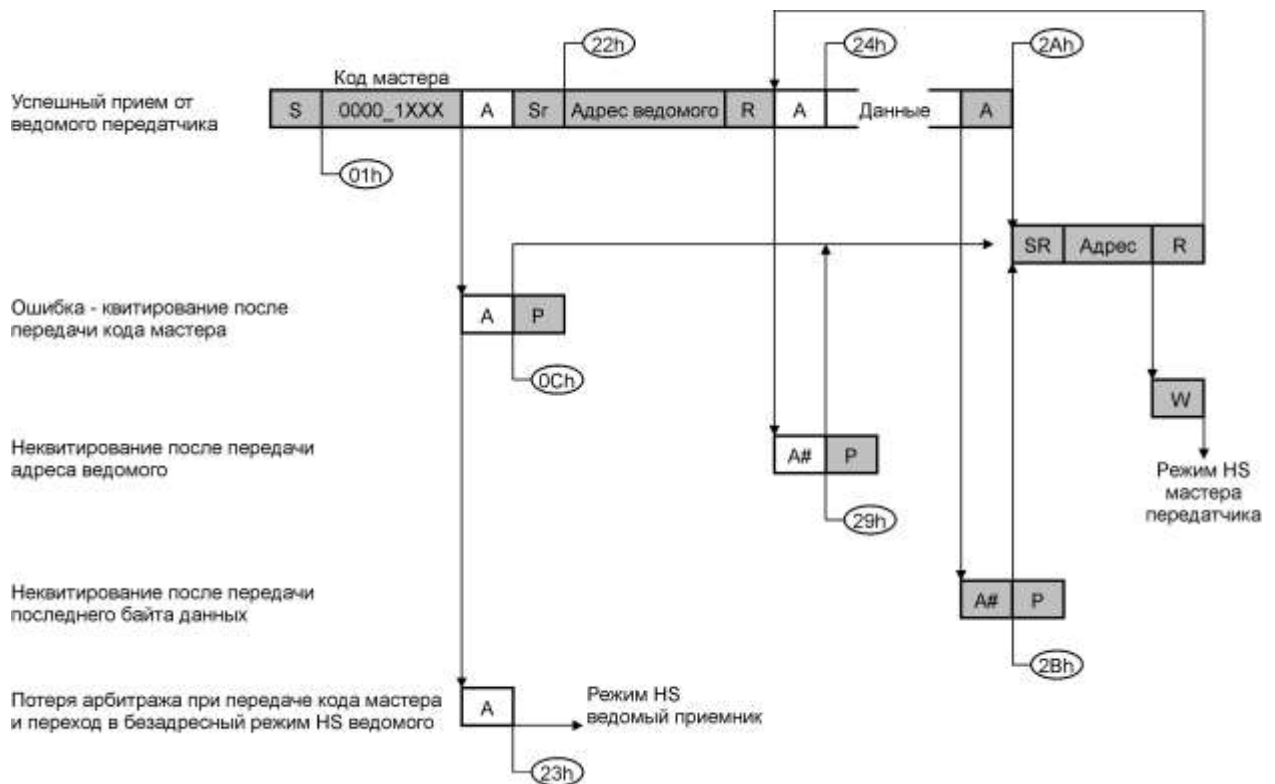 22h
24h
2Ah
Код мастера
Успешный прием от
ведомого передатчика
S 0000_1XXX A Sr Адрес ведомого R A Данные A
01h
SR Адрес R
Ошибка - квитирование после
передачи кода мастера
A P
0Ch
W
Неквитирование после передачи
адреса ведомого
A# P
Режим HS
мастера
передатчика
29h
Неквитирование после передачи
последнего байта данных
A# P
2Bh
Потеря арбитража при передаче кода мастера
и переход в безадресный режим HS ведомого
A
Режим HS
ведомый приемник
23h